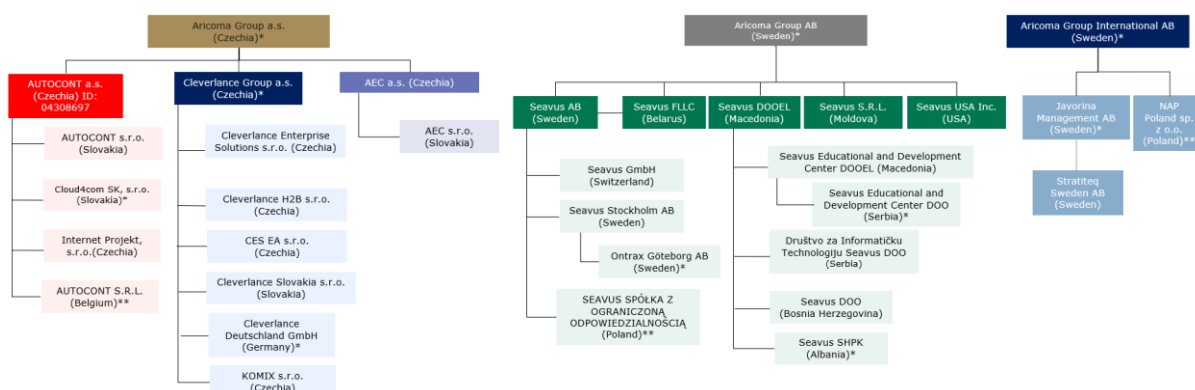 Aricoma Group a.s.
(Czechia)*
AUTOCONT a.s.
(Czechia) ID:
04308697
AUTOCONT s.r.o.
(Slovakia)
Cloud4com SK, s.r.o.
(Slovakia)*
Internet Projekt,
s.r.o.(Czechia)
AUTOCONT S.R.L.
(Belgium)**
Cleverlance Group a.s.
(Czechia)*
Cleverlance Enterprise
Solutions s.r.o. (Czechia)
Cleverlance H2B s.r.o.
(Czechia)
CES EA s.r.o.
(Czechia)
Cleverlance Slovakia s.r.o.
(Slovakia)
Cleverlance
Deutschland GmbH
(Germany)*
KOMIX s.r.o.
(Czechia)
AEC a.s. (Czechia)
AEC s.r.o.
(Slovakia)
Aricoma Group AB
(Sweden)*
Seavus AB
(Sweden)
Seavus GmbH
(Switzerland)
Seavus Stockholm AB
(Sweden)
Ontrax Göteborg AB
(Sweden)*
SEAVUS SPÓŁKA Z
OGRANICZONĄ
ODPOWIEDZIALNOŚCIĄ
(Poland)**
Seavus FLLC
(Belarus)
Seavus DOOEL
(Macedonia)
Seavus Educational and Development
Center DOOEL (Macedonia)
Seavus Educational and
Development Center DOO
(Serbia)*
Društvo za Informatičku
Technologiju Seavus DOO
(Serbia)
Seavus DOO
(Bosnia Herzegovina)
Seavus SHPK
(Albania)*
Seavus S.R.L.
(Moldova)
Seavus USA Inc.
(USA)
Aricoma Group International AB
(Sweden)*
Javorina
Management AB
(Sweden)*
Stratiteq
Sweden AB
(Sweden)
NAP
Poland sp.
z o.o.
(Poland)**